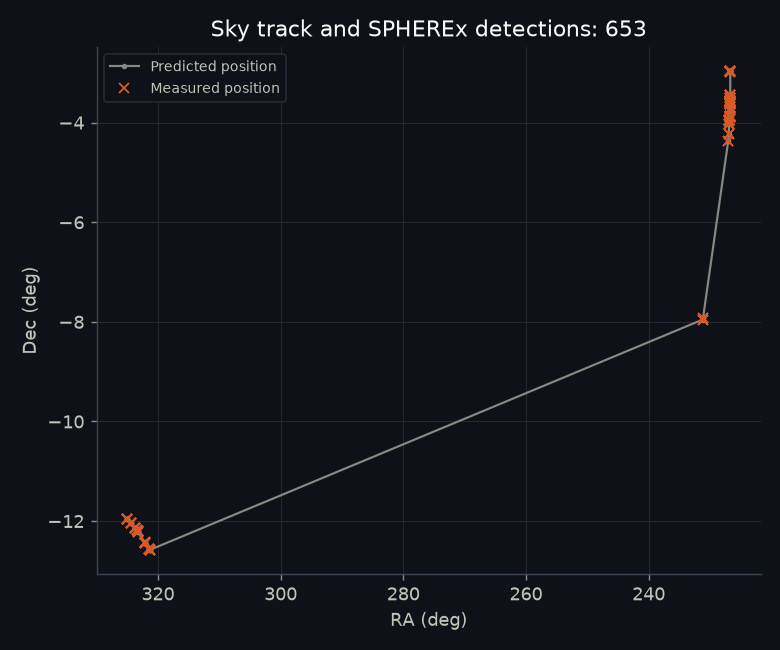 Sky track and SPHEREx detections: 653
Predicted position
Measured position
Dec (deg)
−4
−6
−8
−10
−12
320 300 280 260 240
RA (deg)